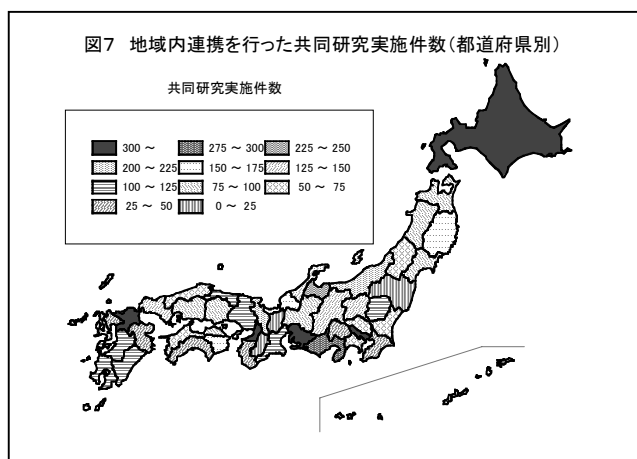 図7 地域内連携を行った共同研究実施件数(都道府県別)
共同研究実施件数
300 ~ 275 ~ 300 225 ~ 250
200 ~ 225 150 ~ 175 125 ~ 150
100 ~ 125 75 ~ 100 50 ~ 75
25 ~ 50 0 ~ 25